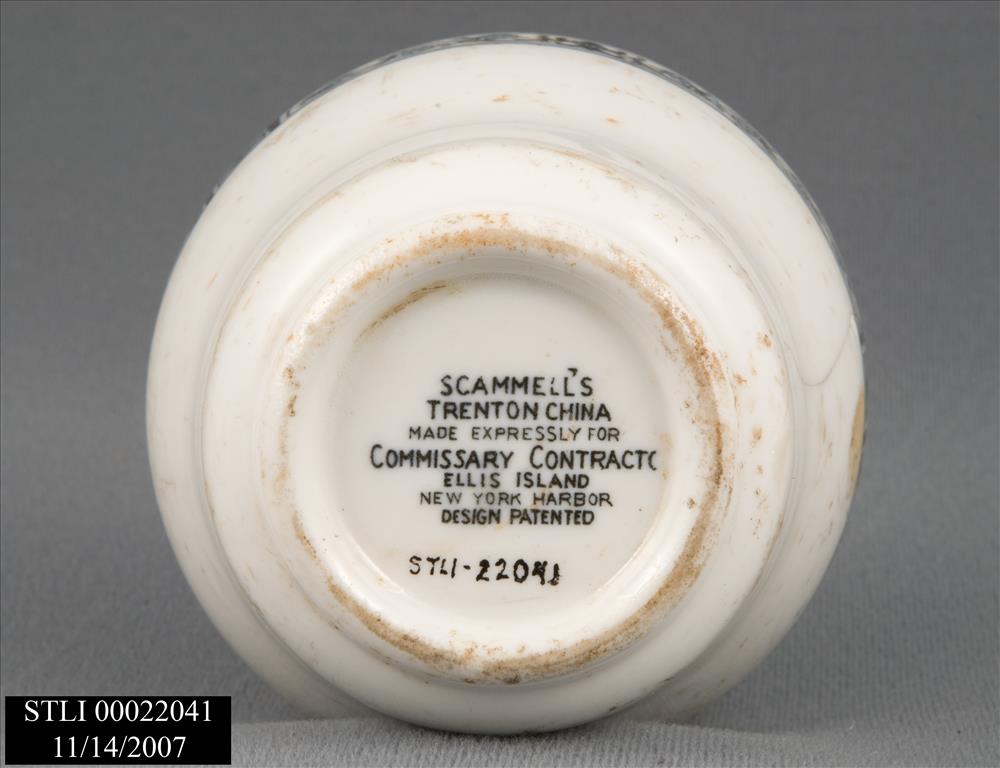 SCAMMELL'S
TRENTON CHINA
MADE EXPRESSLY FOR
COMMISSARY CONTRACTO
ELLIS ISLAND
NEW YORK HARBOR
DESIGN PATENTED
STLI-22041
STLI 00022041
11/14/2007